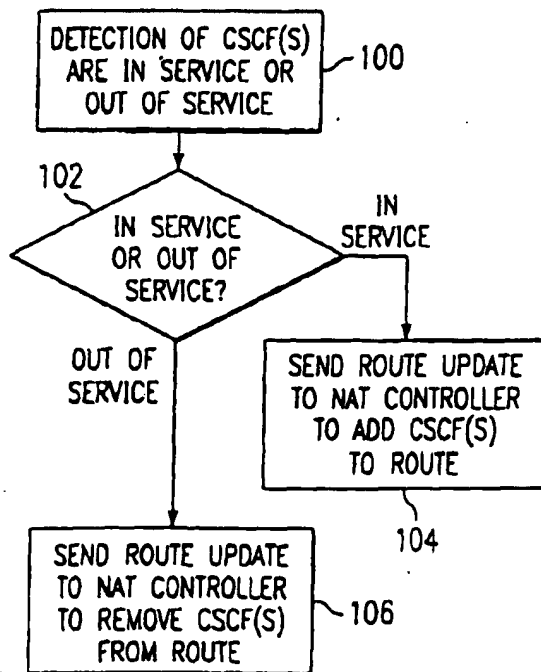 DETECTION OF CSCF(S)
ARE IN SERVICE OR
OUT OF SERVICE
100
102
IN SERVICE
OR OUT OF
SERVICE?
IN
SERVICE
OUT OF
SERVICE
SEND ROUTE UPDATE
TO NAT CONTROLLER
TO ADD CSCF(S)
TO ROUTE
104
SEND ROUTE UPDATE
TO NAT CONTROLLER
TO REMOVE CSCF(S)
FROM ROUTE
106